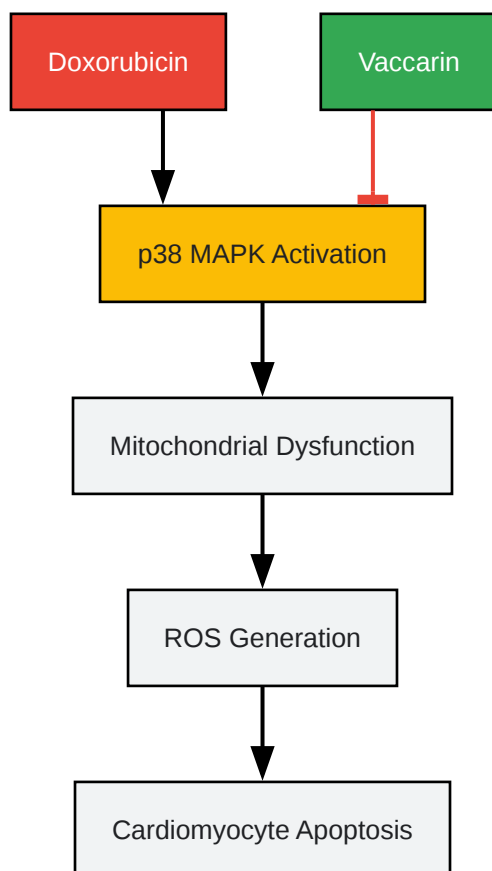 Doxorubicin
Vaccarin
p38 MAPK Activation
Mitochondrial Dysfunction
ROS Generation
Cardiomyocyte Apoptosis